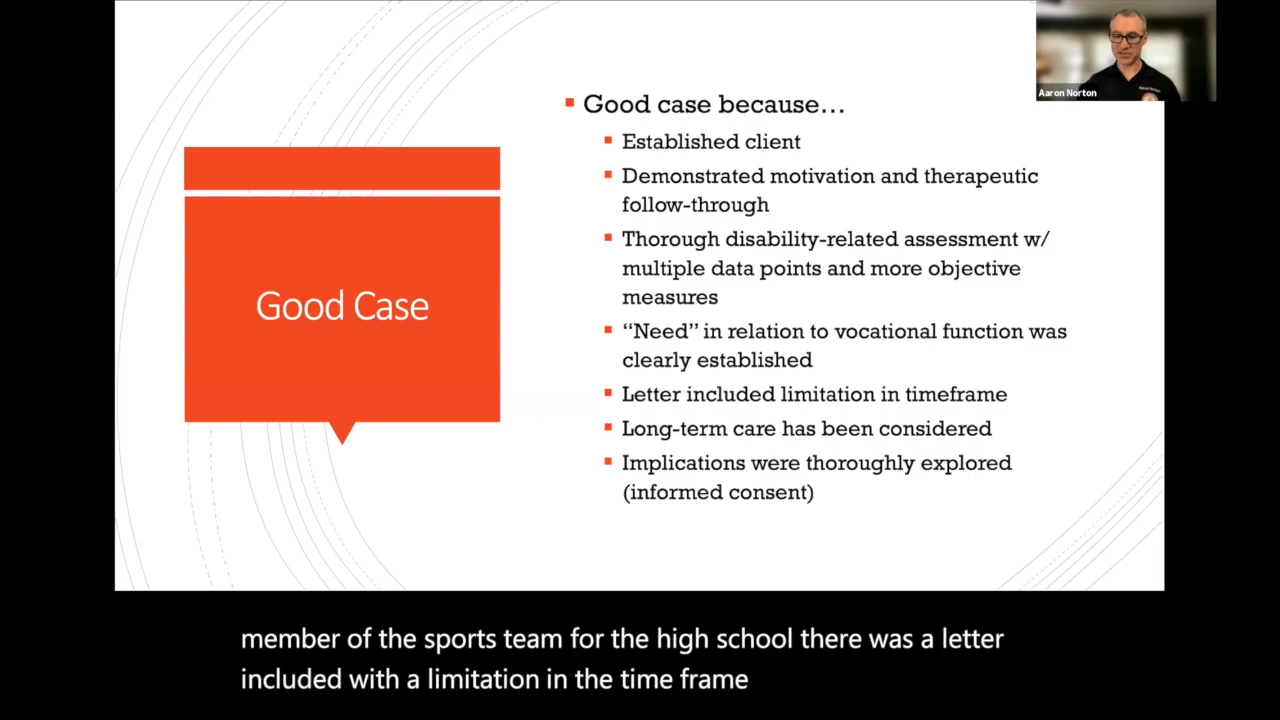 Aaron Norton
Good Case
Good case because...
Established client
Demonstrated motivation and therapeutic
follow-through
Thorough disability-related assessment w/
multiple data points and more objective
measures
“Need” in relation to vocational function was
clearly established
Letter included limitation in timeframe
Long-term care has been considered
Implications were thoroughly explored
(informed consent)
member of the sports team for the high school there was a letter
included with a limitation in the time frame